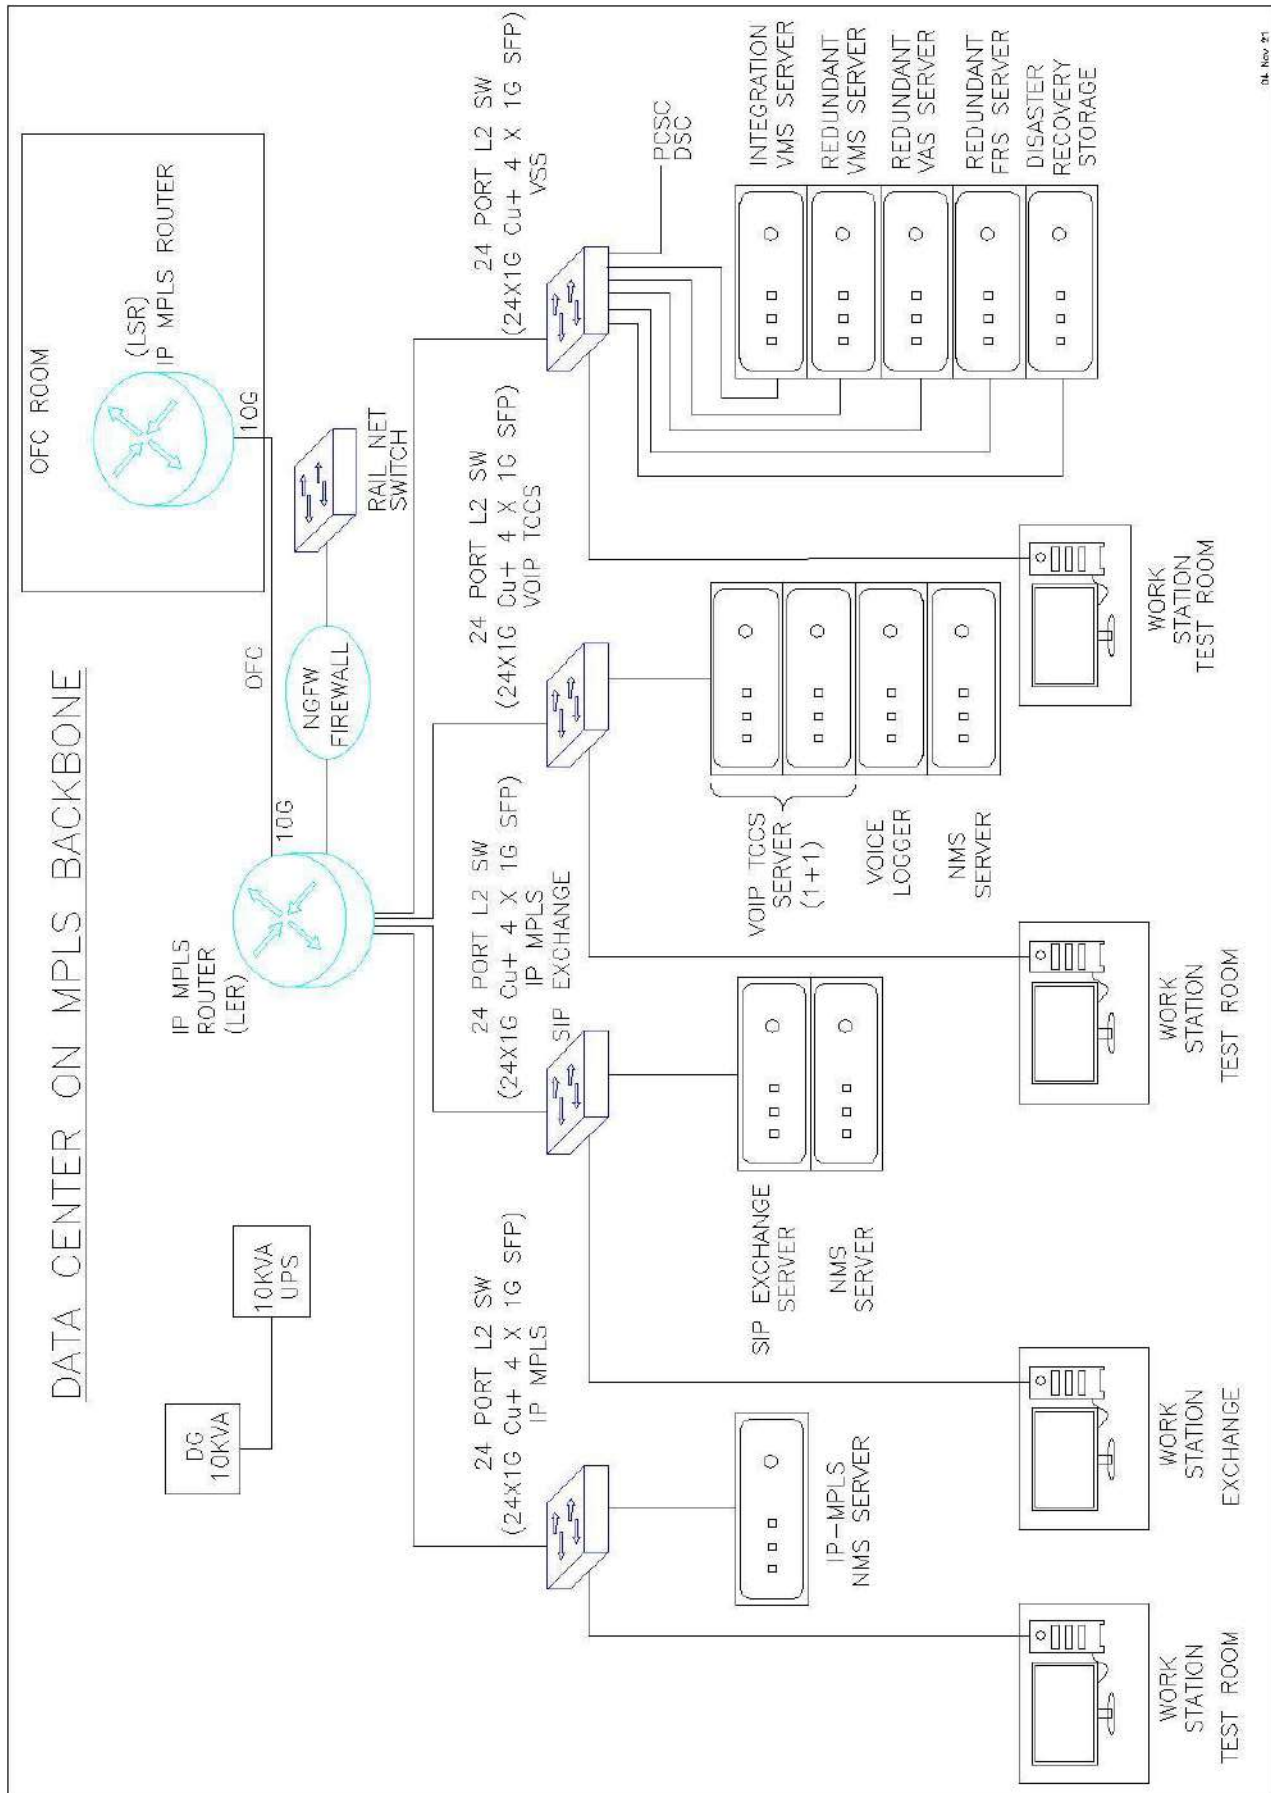 DATA CENTER ON MPLS BACKBONE
DG
10KVA
10KVA
UPS
IP MPLS
ROUTER
(LER)
10G
OFC
NGFW
FIREWALL
RAIL NET
SWITCH
OFC ROOM
(LSR)
IP MPLS ROUTER
10G
24 PORT L2 SW
(24X1G Cu+ 4 X 1G SFP)
IP MPLS
24 PORT L2 SW
(24X1G Cu+ 4 X 1G SFP)
IP MPLS
SIP EXCHANGE
24 PORT L2 SW
(24X1G Cu+ 4 X 1G SFP)
VOIP TCCS
24 PORT L2 SW
(24X1G Cu+ 4 X 1G SFP)
VSS
PCSC
DSC
IP-MPLS
NMS SERVER
SIP EXCHANGE
SERVER
NMS
SERVER
VOIP TCCS
SERVER
(1+1)
VOICE
LOGGER
NMS
SERVER
INTEGRATION
VMS SERVER
REDUNDANT
VMS SERVER
REDUNDANT
VAS SERVER
REDUNDANT
FRS SERVER
DISASTER
RECOVERY
STORAGE
WORK
STATION
TEST ROOM
WORK
STATION
EXCHANGE
WORK
STATION
TEST ROOM
WORK
STATION
TEST ROOM
04 Nov 21